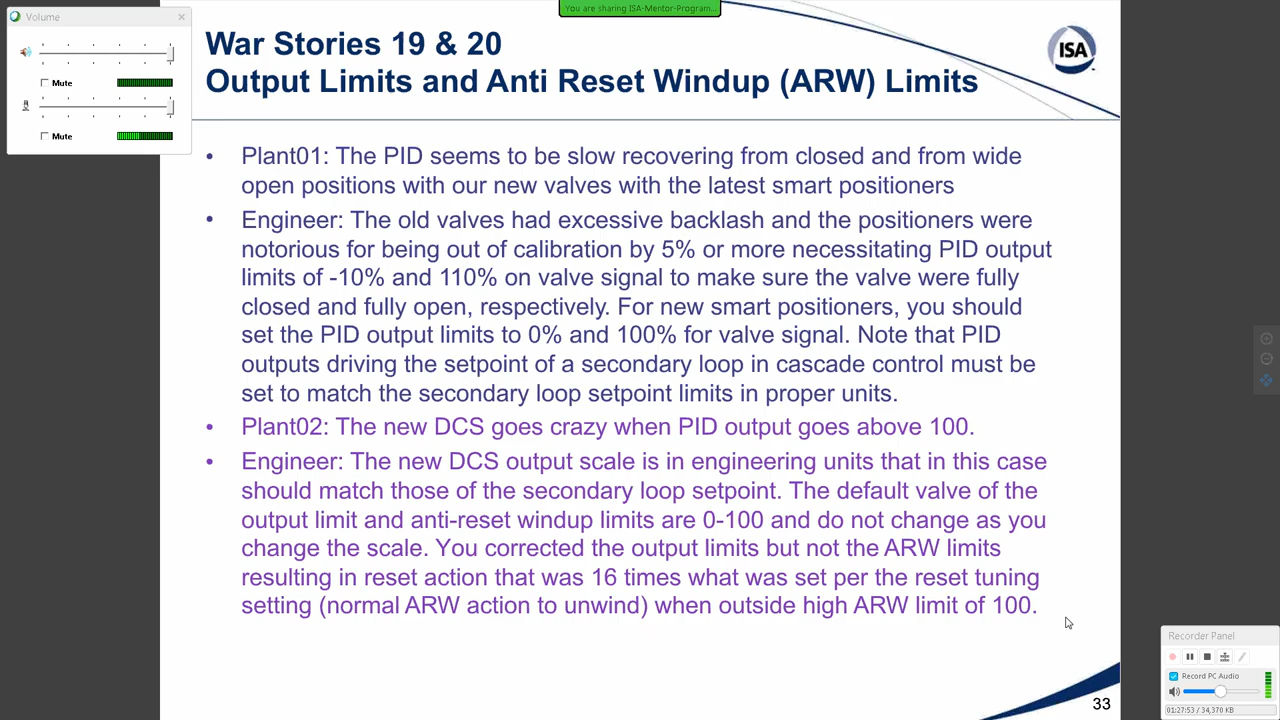 Volume
Mute
Mute
You are sharing ISA-Mentor-Program...
War Stories 19 & 20
Output Limits and Anti Reset Windup (ARW) Limits
ISA
• Plant01: The PID seems to be slow recovering from closed and from wide
open positions with our new valves with the latest smart positioners
• Engineer: The old valves had excessive backlash and the positioners were
notorious for being out of calibration by 5% or more necessitating PID output
limits of -10% and 110% on valve signal to make sure the valve were fully
closed and fully open, respectively. For new smart positioners, you should
set the PID output limits to 0% and 100% for valve signal. Note that PID
outputs driving the setpoint of a secondary loop in cascade control must be
set to match the secondary loop setpoint limits in proper units.
• Plant02: The new DCS goes crazy when PID output goes above 100.
• Engineer: The new DCS output scale is in engineering units that in this case
should match those of the secondary loop setpoint. The default valve of the
output limit and anti-reset windup limits are 0-100 and do not change as you
change the scale. You corrected the output limits but not the ARW limits
resulting in reset action that was 16 times what was set per the reset tuning
setting (normal ARW action to unwind) when outside high ARW limit of 100.
Recorder Panel
Record PC Audio
01:27:53 / 34,370 KB
33